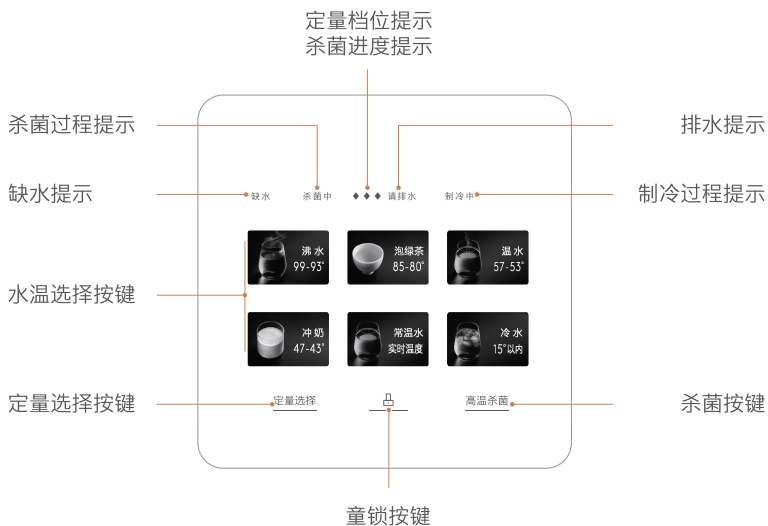 定量档位提示
杀菌进度提示
杀菌过程提示
排水提示
缺水提示
制冷过程提示
缺水
杀菌中
请排水
制冷中
沸水
99-93°
泡绿茶
85-80°
温水
57-53°
水温选择按键
冲奶
47-43°
常温水
实时温度
冷水
15°以内
定量选择按键
定量选择
高温杀菌
杀菌按键
童锁按键